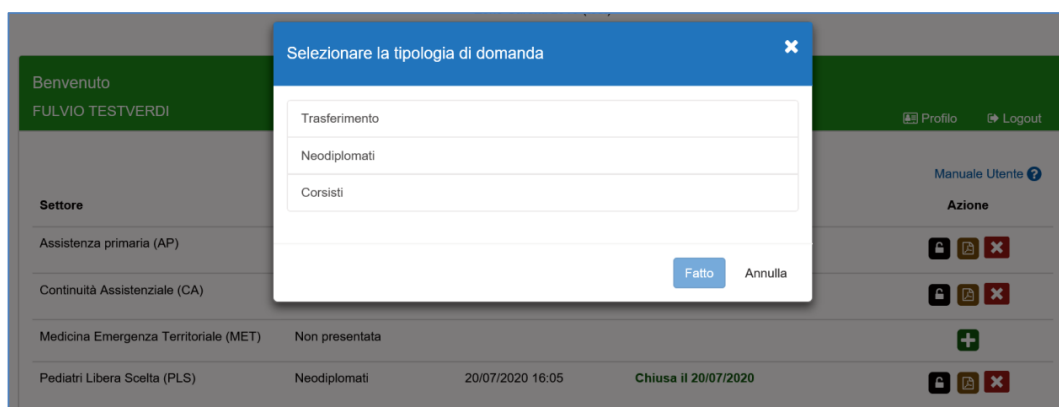 Selezionare la tipologia di domanda
Benvenuto
FULVIO TESTVERDI
Profilo Logout
Trasferimento
Neodiplomati
Corsisti
Manuale Utente
Settore Azione
Assistenza primaria (AP)
Fatto Annulla
Continuità Assistenziale (CA)
Medicina Emergenza Territoriale (MET) Non presentata
Pediatri Libera Scelta (PLS) Neodiplomati 20/07/2020 16:05 Chiusa il 20/07/2020